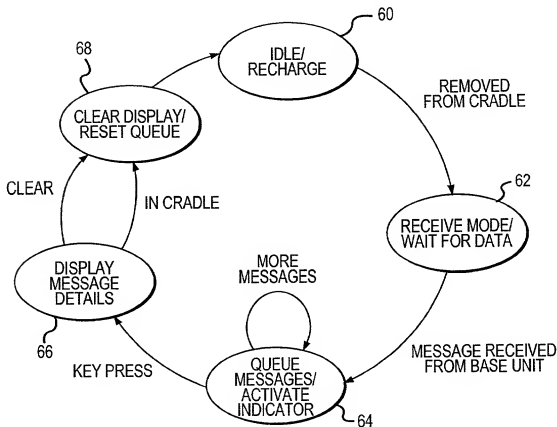 60
IDLE/
RECHARGE
68
CLEAR DISPLAY/
RESET QUEUE
REMOVED
FROM CRADLE
62
RECEIVE MODE/
WAIT FOR DATA
CLEAR
IN CRADLE
DISPLAY
MESSAGE
DETAILS
66
MORE
MESSAGES
MESSAGE RECEIVED
FROM BASE UNIT
KEY PRESS
QUEUE
MESSAGES/
ACTIVATE
INDICATOR
64